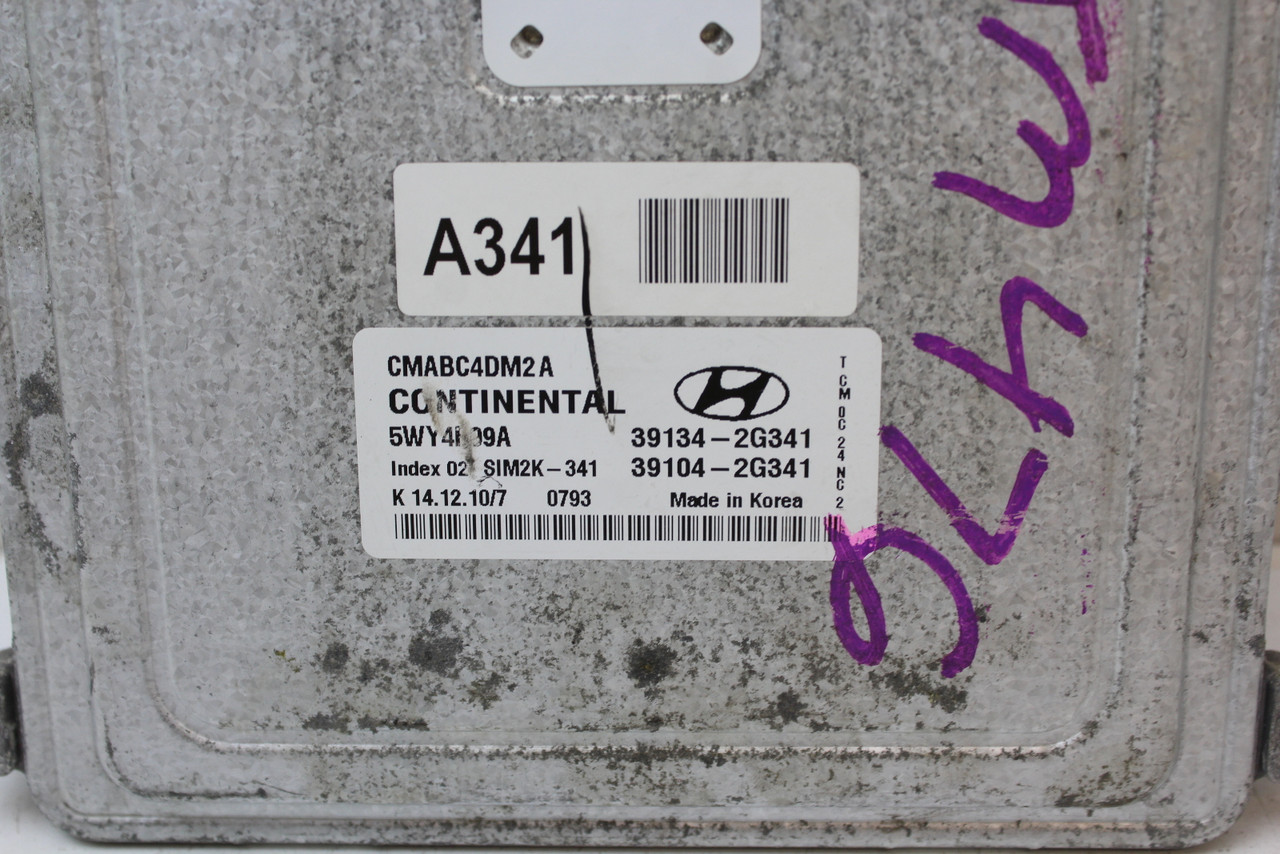 A341
CMABC4DM2A
CONTINENTAL
39134-2G341
Index 02 SIM2K-341 39104-2G341
K 14.12.10/7 0793 Made in Korea
TCM 0C 24 NC 2